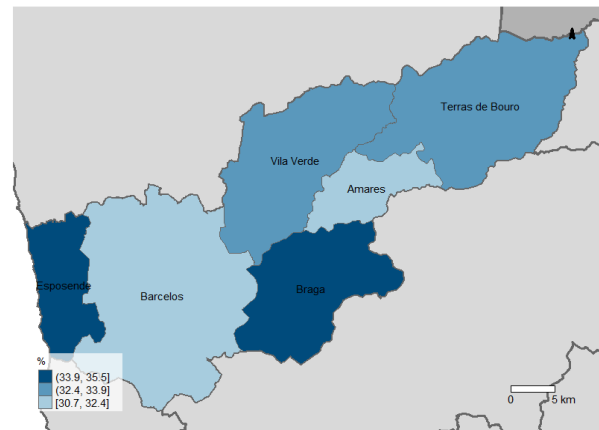 Terras de Bouro
Vila Verde
Amares
Esposende
Barcelos
Braga
%
(33.9, 35.5]
(32.4, 33.9]
[30.7, 32.4]
0 5 km